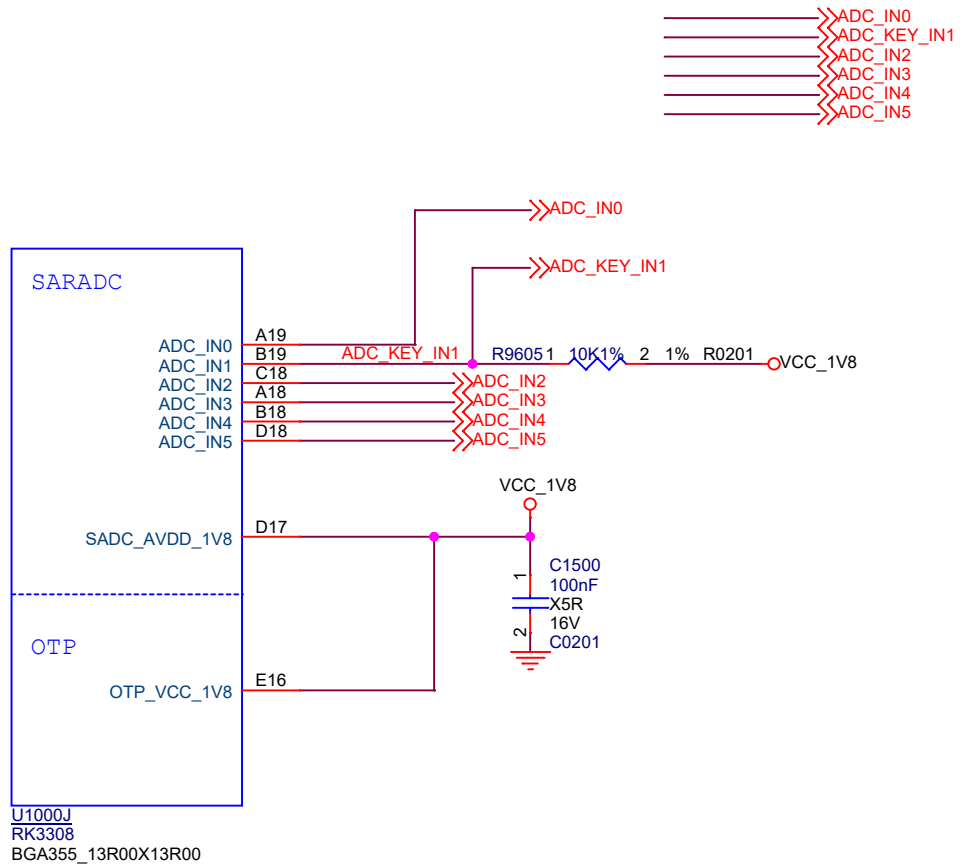 ADC_IN0
ADC_KEY_IN1
ADC_IN2
ADC_IN3
ADC_IN4
ADC_IN5
ADC_IN0
ADC_KEY_IN1
SARADC
ADC_IN0 A19
ADC_IN1 B19 ADC_KEY_IN1 R9605 1 10K1% 2 1% R0201 VCC_1V8
ADC_IN2 C18 ADC_IN2
ADC_IN3 A18 ADC_IN3
ADC_IN4 B18 ADC_IN4
ADC_IN5 D18 ADC_IN5
VCC_1V8
SADC_AVDD_1V8 D17
1
C1500
100nF
X5R
16V
2
C0201
OTP
OTP_VCC_1V8 E16
U1000J
RK3308
BGA355_13R00X13R00